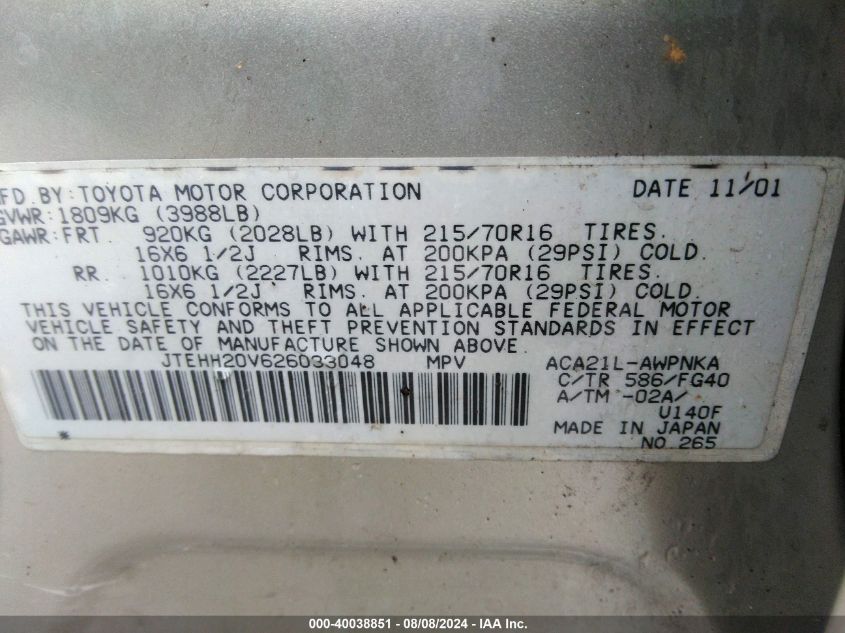 FD. BY: TOYOTA MOTOR CORPORATION DATE 11/01
GVWR: 1809KG (3988LB)
GAWR: FRT. 920KG (2028LB) WITH 215/70R16 TIRES.
16X6 1/2J RIMS. AT 200KPA (29PSI) COLD.
RR. 1010KG (2227LB) WITH 215/70R16 TIRES.
16X6 1/2J RIMS. AT 200KPA (29PSI) COLD.
THIS VEHICLE CONFORMS TO ALL APPLICABLE FEDERAL MOTOR
VEHICLE SAFETY AND THEFT PREVENTION STANDARDS IN EFFECT
ON THE DATE OF MANUFACTURE SHOWN ABOVE.
JTEHH20V626033048 MPV ACA21L-AWPNKA
C/TR 586/FG40
A/TM -02A/
U140F
MADE IN JAPAN
* NO.265
000-40038851 - 08/08/2024 - IAA Inc.